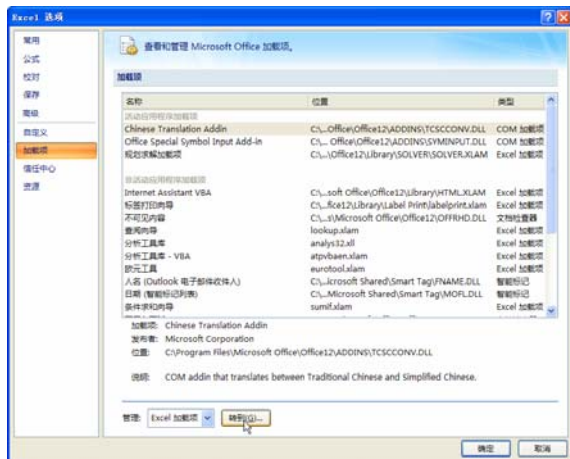 Excel 选项
常用
公式
校对
保存
高级
自定义
加载项
信任中心
资源
查看和管理 Microsoft Office 加载项。
加载项
名称 位置 类型
活动应用程序加载项
Chinese Translation Addin C:\...Office\Office12\ADDINS\TCSCCONV.DLL COM 加载项
Office Special Symbol Input Add-in C:\... Office\Office12\ADDINS\SYMINPUT.DLL COM 加载项
规划求解加载项 C:\...\Office12\Library\SOLVER\SOLVER.XLAM Excel 加载项
非活动应用程序加载项
Internet Assistant VBA C:\...soft Office\Office12\Library\HTML.XLAM Excel 加载项
标签打印向导 C:\...fice12\Library\Label Print\labelprint.xlam Excel 加载项
不可见内容 C:\...s\Microsoft Office\Office12\OFFRHD.DLL 文档检查器
查阅向导 lookup.xlam Excel 加载项
分析工具库 analys32.xll Excel 加载项
分析工具库 - VBA atpvbaen.xlam Excel 加载项
欧元工具 eurotool.xlam Excel 加载项
人名 (Outlook 电子邮件收件人) C:\...icrosoft Shared\Smart Tag\FNAME.DLL 智能标记
日期 (智能标记列表) C:\...Microsoft Shared\Smart Tag\MOFL.DLL 智能标记
条件求和向导 sumif.xlam Excel 加载项
加载项: Chinese Translation Addin
发布者: Microsoft Corporation
位置: C:\Program Files\Microsoft Office\Office12\ADDINS\TCSCCONV.DLL
说明: COM addin that translates between Traditional Chinese and Simplified Chinese.
管理: Excel 加载项 转到(G)...
确定 取消